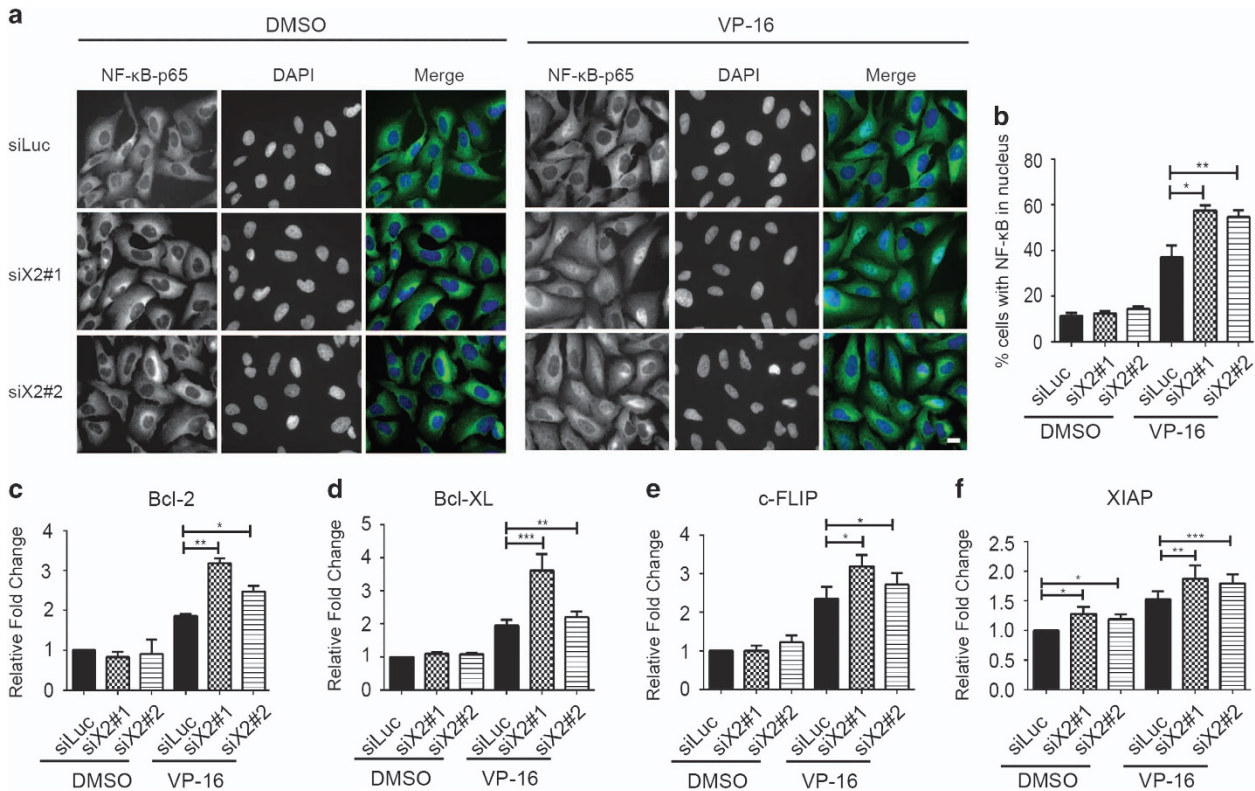 a
DMSO
VP-16
NF-κB-p65 DAPI Merge NF-κB-p65 DAPI Merge
siLuc
siX2#1
siX2#2
b
% cells with NF-κB in nucleus
80
60
40
20
0
*
**
siLuc siX2#1 siX2#2 siLuc siX2#1 siX2#2
DMSO VP-16
c
Bcl-2
Relative Fold Change
4
3
2
1
0
*
**
siLuc siX2#1 siX2#2 siLuc siX2#1 siX2#2
DMSO VP-16
d
Bcl-XL
Relative Fold Change
5
4
3
2
1
0
**
***
siLuc siX2#1 siX2#2 siLuc siX2#1 siX2#2
DMSO VP-16
e
c-FLIP
Relative Fold Change
4
3
2
1
0
*
*
siLuc siX2#1 siX2#2 siLuc siX2#1 siX2#2
DMSO VP-16
f
XIAP
Relative Fold Change
2.5
2.0
1.5
1.0
0.5
0.0
*
*
***
**
siLuc siX2#1 siX2#2 siLuc siX2#1 siX2#2
DMSO VP-16